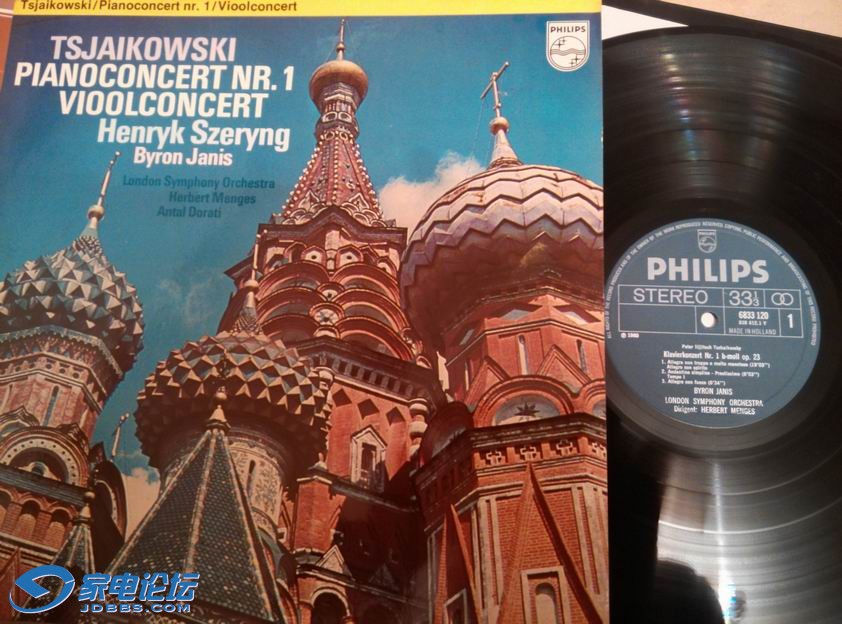 Tsjaikowski/Pianoconcert nr. 1/Vioolconcert
TSJAIKOWSKI
PIANOCONCERT NR. 1
VIOOLCONCERT
Henryk Szeryng
Byron Janis
London Symphony Orchestra
Herbert Menges
Antal Dorati
PHILIPS
PHILIPS
STEREO
33⅓
6833 120
1
MADE IN HOLLAND
Klavierkonzert Nr. 1 b-moll op. 23
BYRON JANIS
LONDON SYMPHONY ORCHESTRA
Dirigent: HERBERT MENGES
家电论坛
JDBBS.COM